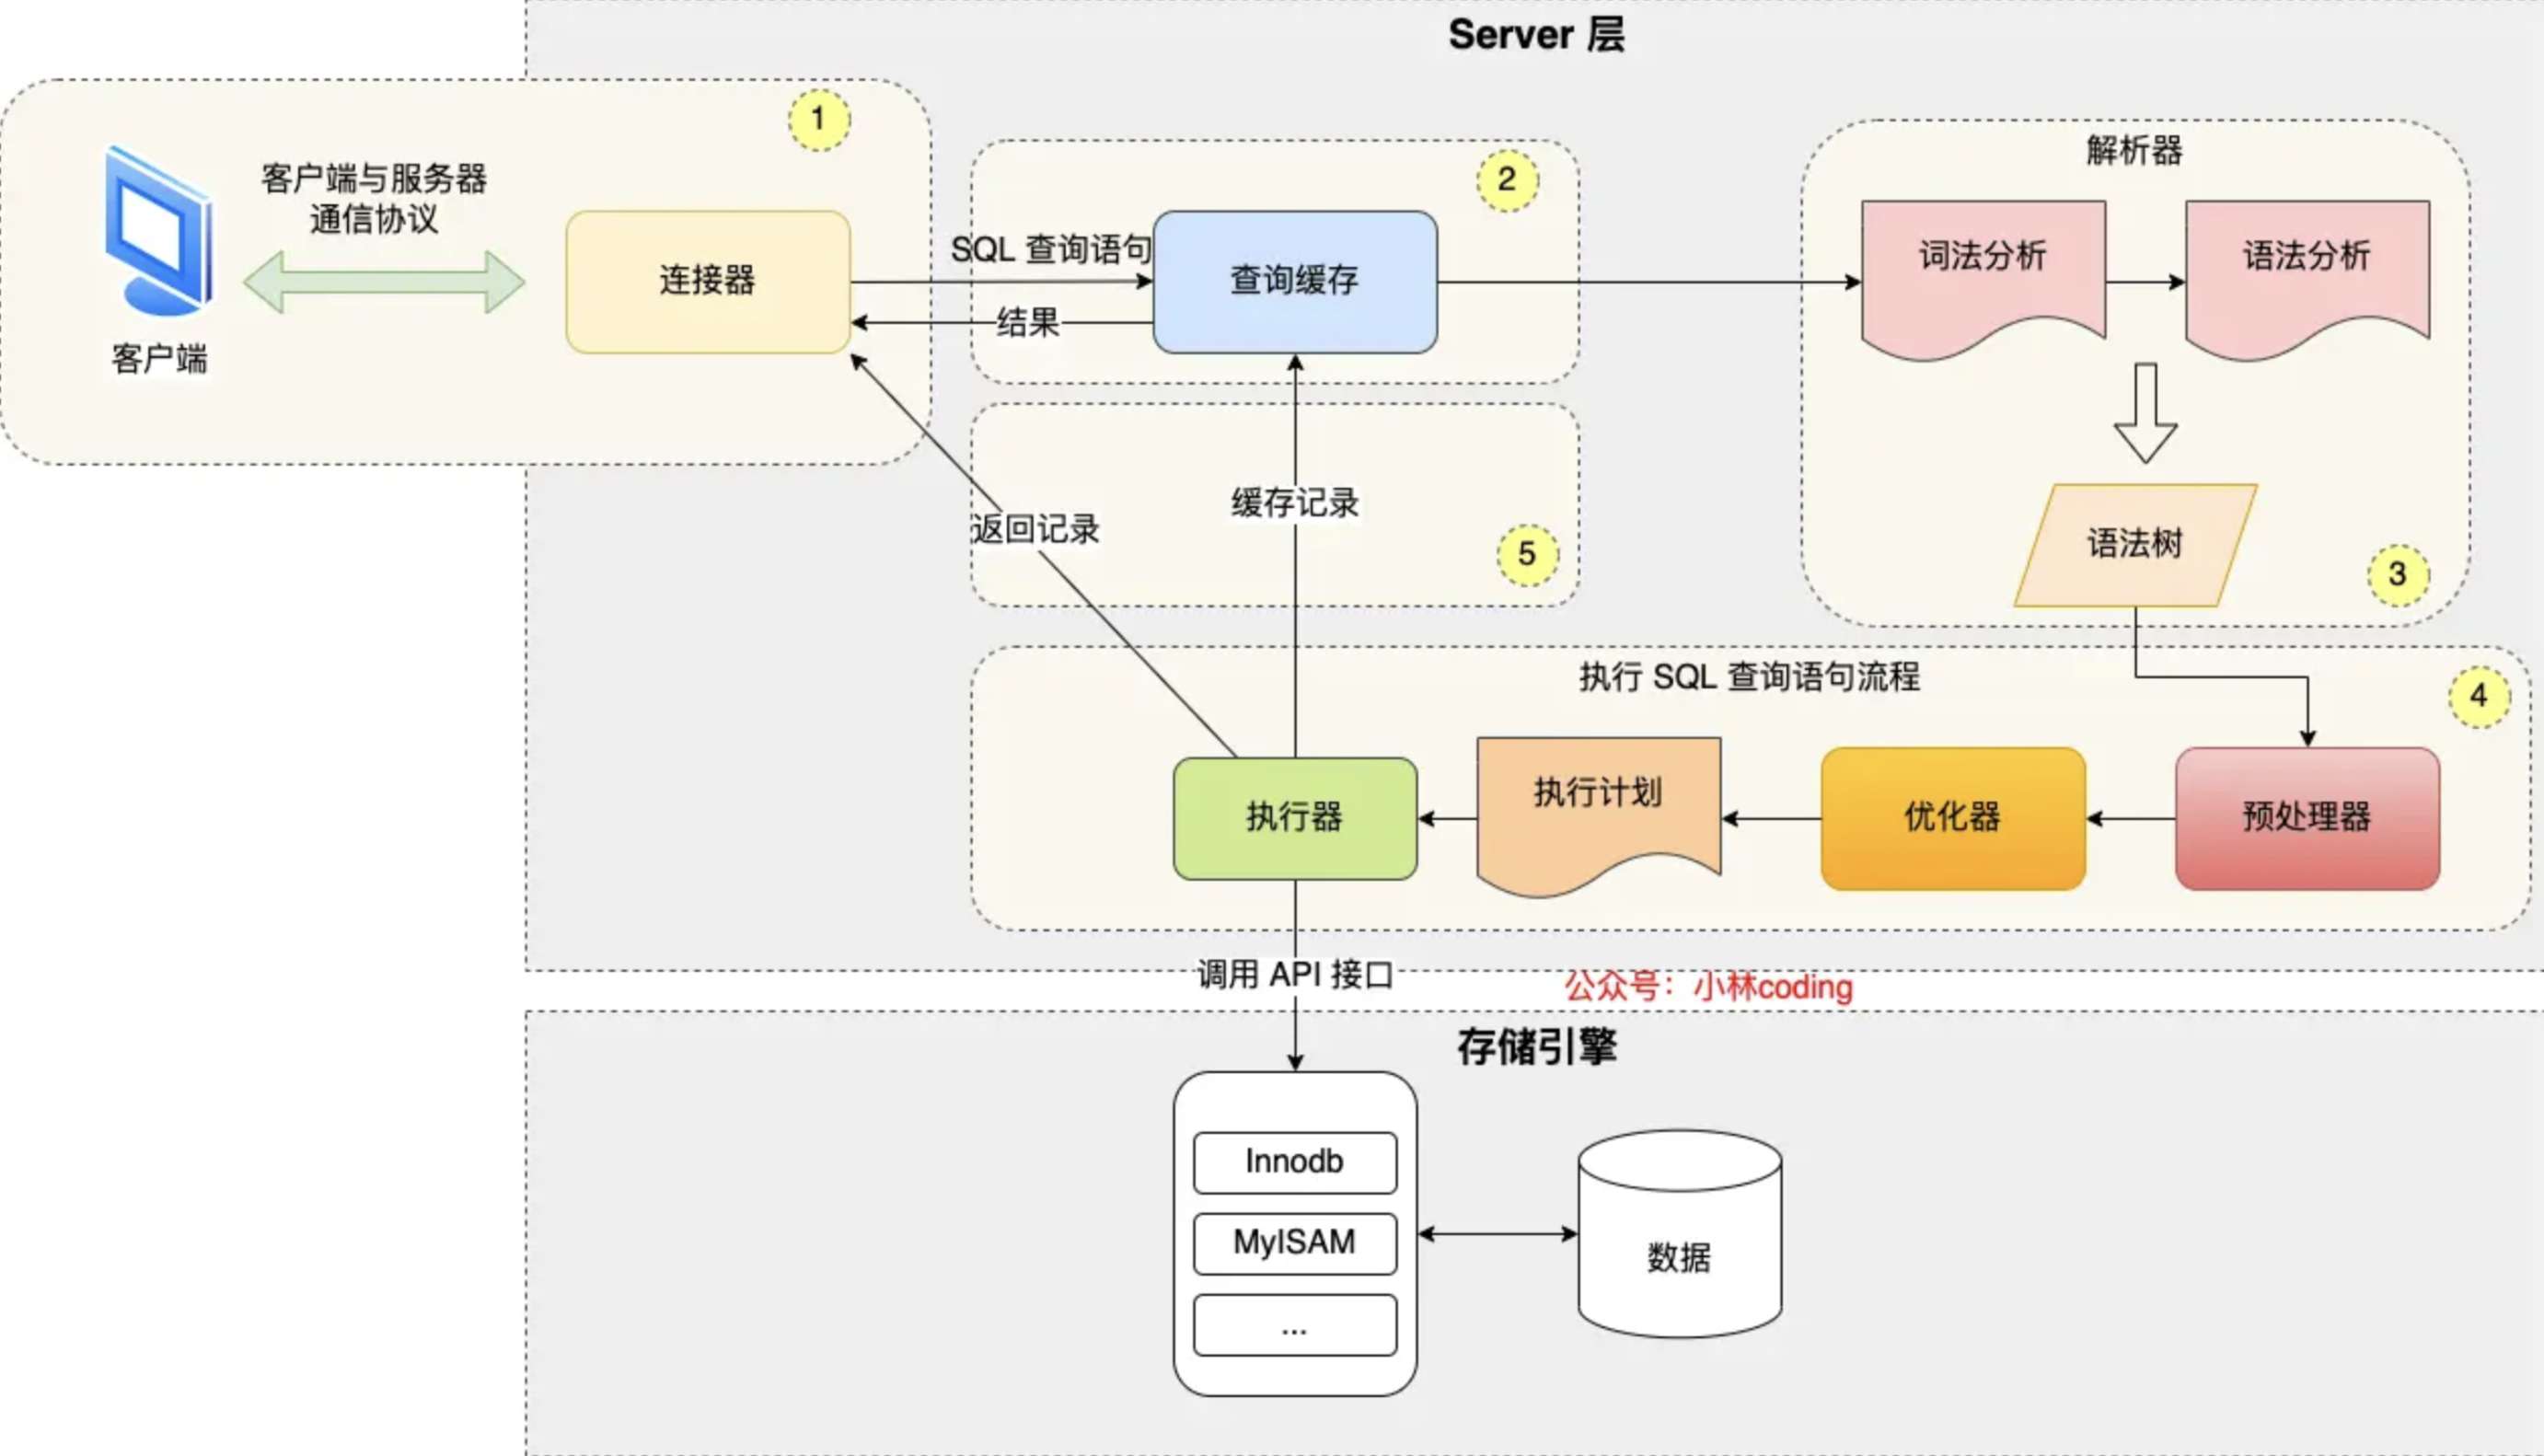 Server 层
1
客户端与服务器
通信协议
客户端
连接器
SQL 查询语句
结果
2
查询缓存
解析器
词法分析
语法分析
语法树
3
返回记录
缓存记录
5
执行 SQL 查询语句流程
4
执行器
执行计划
优化器
预处理器
调用 API 接口
公众号：小林coding
存储引擎
Innodb
MyISAM
...
数据